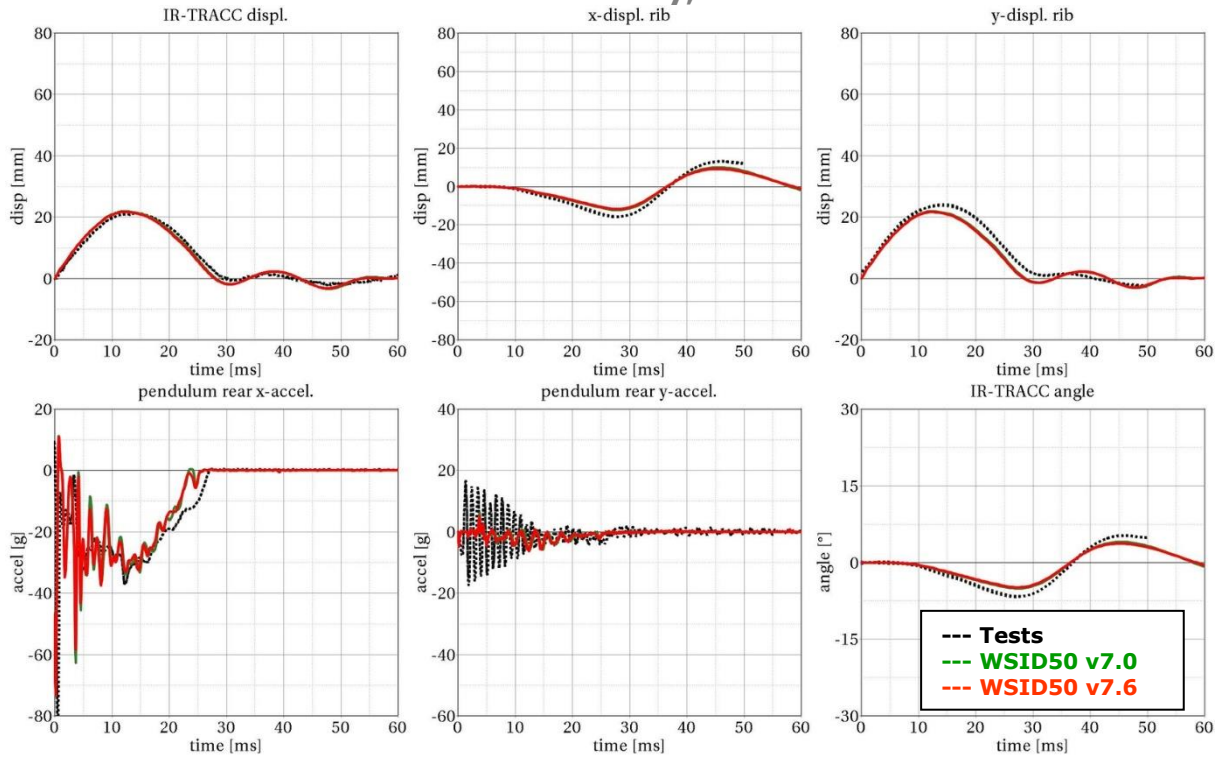 IR-TRACC displ.
80
60
40
20
0
-20
disp [mm]
0 10 20 30 40 50 60
time [ms]
x-displ. rib
80
60
40
20
0
-20
-40
-60
-80
disp [mm]
0 10 20 30 40 50 60
time [ms]
y-displ. rib
80
60
40
20
0
-20
disp [mm]
0 10 20 30 40 50 60
time [ms]
pendulum rear x-accel.
20
0
-20
-40
-60
-80
accel [g]
0 10 20 30 40 50 60
time [ms]
pendulum rear y-accel.
40
20
0
-20
-40
-60
accel [g]
0 10 20 30 40 50 60
time [ms]
IR-TRACC angle
30
15
0
-15
-30
angle [°]
0 10 20 30 40 50 60
time [ms]
--- Tests
--- WSID50 v7.0
--- WSID50 v7.6